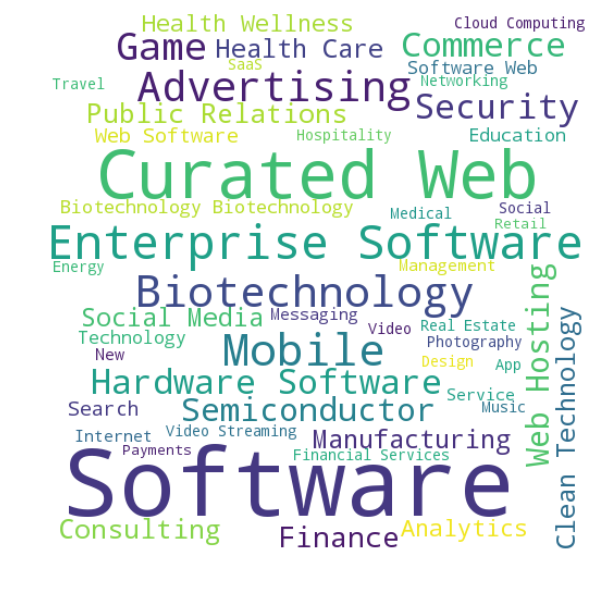 Health Wellness
Cloud Computing
Game
Health Care
Commerce
SaaS
Software Web
Travel
Advertising
Networking
Public Relations
Security
Web Software
Hospitality
Education
Curated Web
Biotechnology Biotechnology
Medical
Social
Retail
Enterprise Software
Energy
Management
Biotechnology
Web Hosting
Clean Technology
Social Media
Messaging
Video
Real Estate
Technology
Mobile
Photography
New
Design
App
Hardware Software
Service
Search
Semiconductor
Music
Internet
Video Streaming
Manufacturing
Payments
Financial Services
Software
Consulting
Finance
Analytics